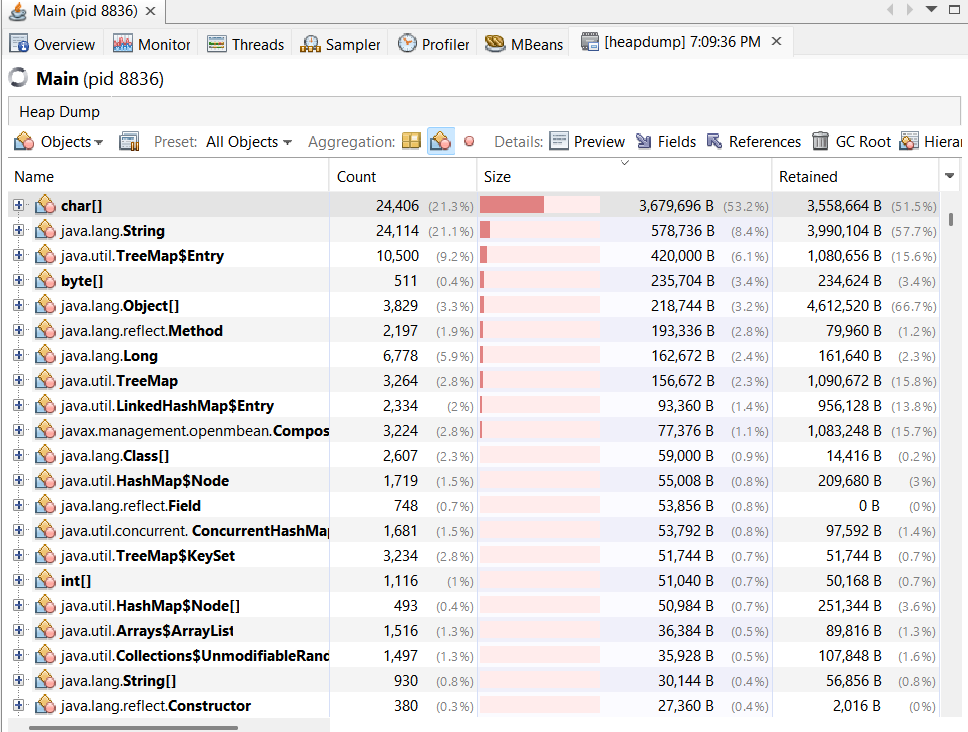 Main (pid 8836)
Overview Monitor Threads Sampler Profiler MBeans [heapdump] 7:09:36 PM
Main (pid 8836)
Heap Dump
Objects Preset: All Objects Aggregation: Details: Preview Fields References GC Root Hierar
Name Count Size Retained
char[] 24,406 (21.3%) 3,679,696 B (53.2%) 3,558,664 B (51.5%)
java.lang.String 24,114 (21.1%) 578,736 B (8.4%) 3,990,104 B (57.7%)
java.util.TreeMap$Entry 10,500 (9.2%) 420,000 B (6.1%) 1,080,656 B (15.6%)
byte[] 511 (0.4%) 235,704 B (3.4%) 234,624 B (3.4%)
java.lang.Object[] 3,829 (3.3%) 218,744 B (3.2%) 4,612,520 B (66.7%)
java.lang.reflect.Method 2,197 (1.9%) 193,336 B (2.8%) 79,960 B (1.2%)
java.lang.Long 6,778 (5.9%) 162,672 B (2.4%) 161,640 B (2.3%)
java.util.TreeMap 3,264 (2.8%) 156,672 B (2.3%) 1,090,672 B (15.8%)
java.util.LinkedHashMap$Entry 2,334 (2%) 93,360 B (1.4%) 956,128 B (13.8%)
javax.management.openmbean.Compos 3,224 (2.8%) 77,376 B (1.1%) 1,083,248 B (15.7%)
java.lang.Class[] 2,607 (2.3%) 59,000 B (0.9%) 14,416 B (0.2%)
java.util.HashMap$Node 1,719 (1.5%) 55,008 B (0.8%) 209,680 B (3%)
java.lang.reflect.Field 748 (0.7%) 53,856 B (0.8%) 0 B (0%)
java.util.concurrent. ConcurrentHashMap 1,681 (1.5%) 53,792 B (0.8%) 97,592 B (1.4%)
java.util.TreeMap$KeySet 3,234 (2.8%) 51,744 B (0.7%) 51,744 B (0.7%)
int[] 1,116 (1%) 51,040 B (0.7%) 50,168 B (0.7%)
java.util.HashMap$Node[] 493 (0.4%) 50,984 B (0.7%) 251,344 B (3.6%)
java.util.Arrays$ArrayList 1,516 (1.3%) 36,384 B (0.5%) 89,816 B (1.3%)
java.util.Collections$UnmodifiableRand 1,497 (1.3%) 35,928 B (0.5%) 107,848 B (1.6%)
java.lang.String[] 930 (0.8%) 30,144 B (0.4%) 56,856 B (0.8%)
java.lang.reflect.Constructor 380 (0.3%) 27,360 B (0.4%) 2,016 B (0%)